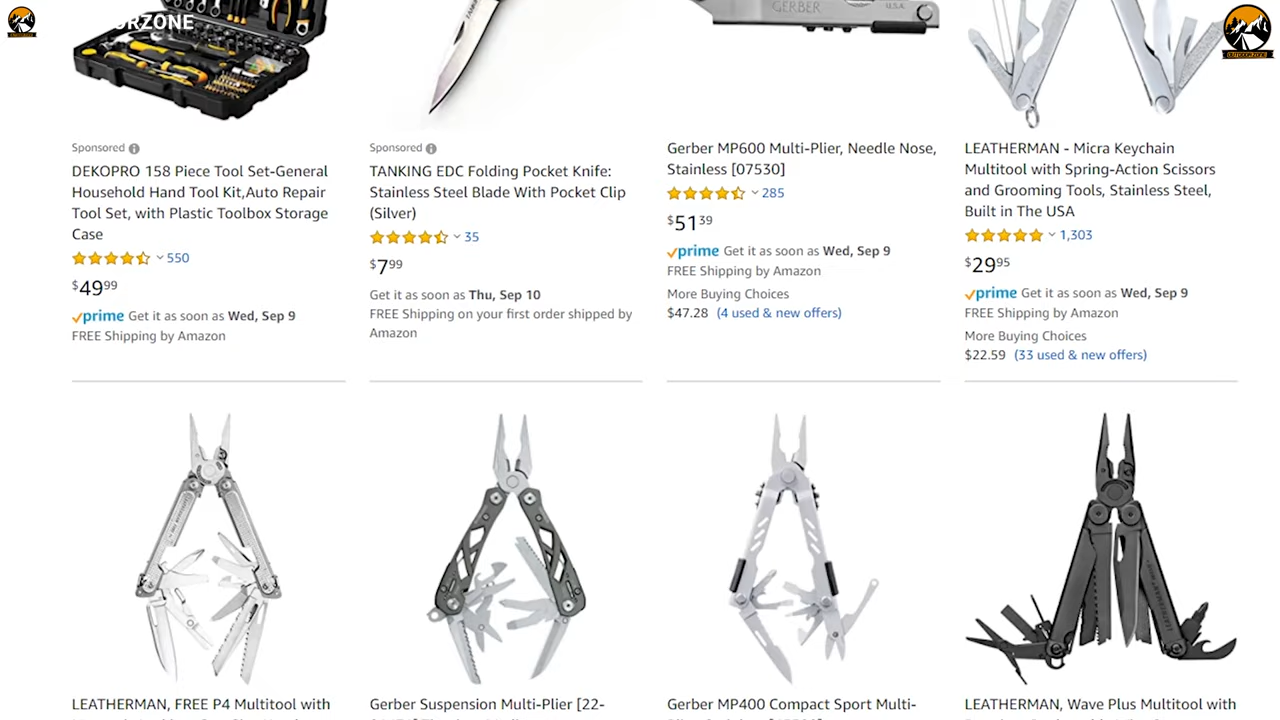 ORZONE
GERBER
U.S.A.
OUTDOORZONE
Sponsored
DEKOPRO 158 Piece Tool Set-General
Household Hand Tool Kit,Auto Repair
Tool Set, with Plastic Toolbox Storage
Case
550
$49.99
prime Get it as soon as Wed, Sep 9
FREE Shipping by Amazon
Sponsored
TANKING EDC Folding Pocket Knife:
Stainless Steel Blade With Pocket Clip
(Silver)
35
$7.99
Get it as soon as Thu, Sep 10
FREE Shipping on your first order shipped by
Amazon
Gerber MP600 Multi-Plier, Needle Nose,
Stainless [07530]
285
$51.39
prime Get it as soon as Wed, Sep 9
FREE Shipping by Amazon
More Buying Choices
$47.28 (4 used & new offers)
LEATHERMAN - Micra Keychain
Multitool with Spring-Action Scissors
and Grooming Tools, Stainless Steel,
Built in The USA
1,303
$29.95
prime Get it as soon as Wed, Sep 9
FREE Shipping by Amazon
More Buying Choices
$22.59 (33 used & new offers)
LEATHERMAN, FREE P4 Multitool with
Gerber Suspension Multi-Plier [22-
Gerber MP400 Compact Sport Multi-
LEATHERMAN, Wave Plus Multitool with